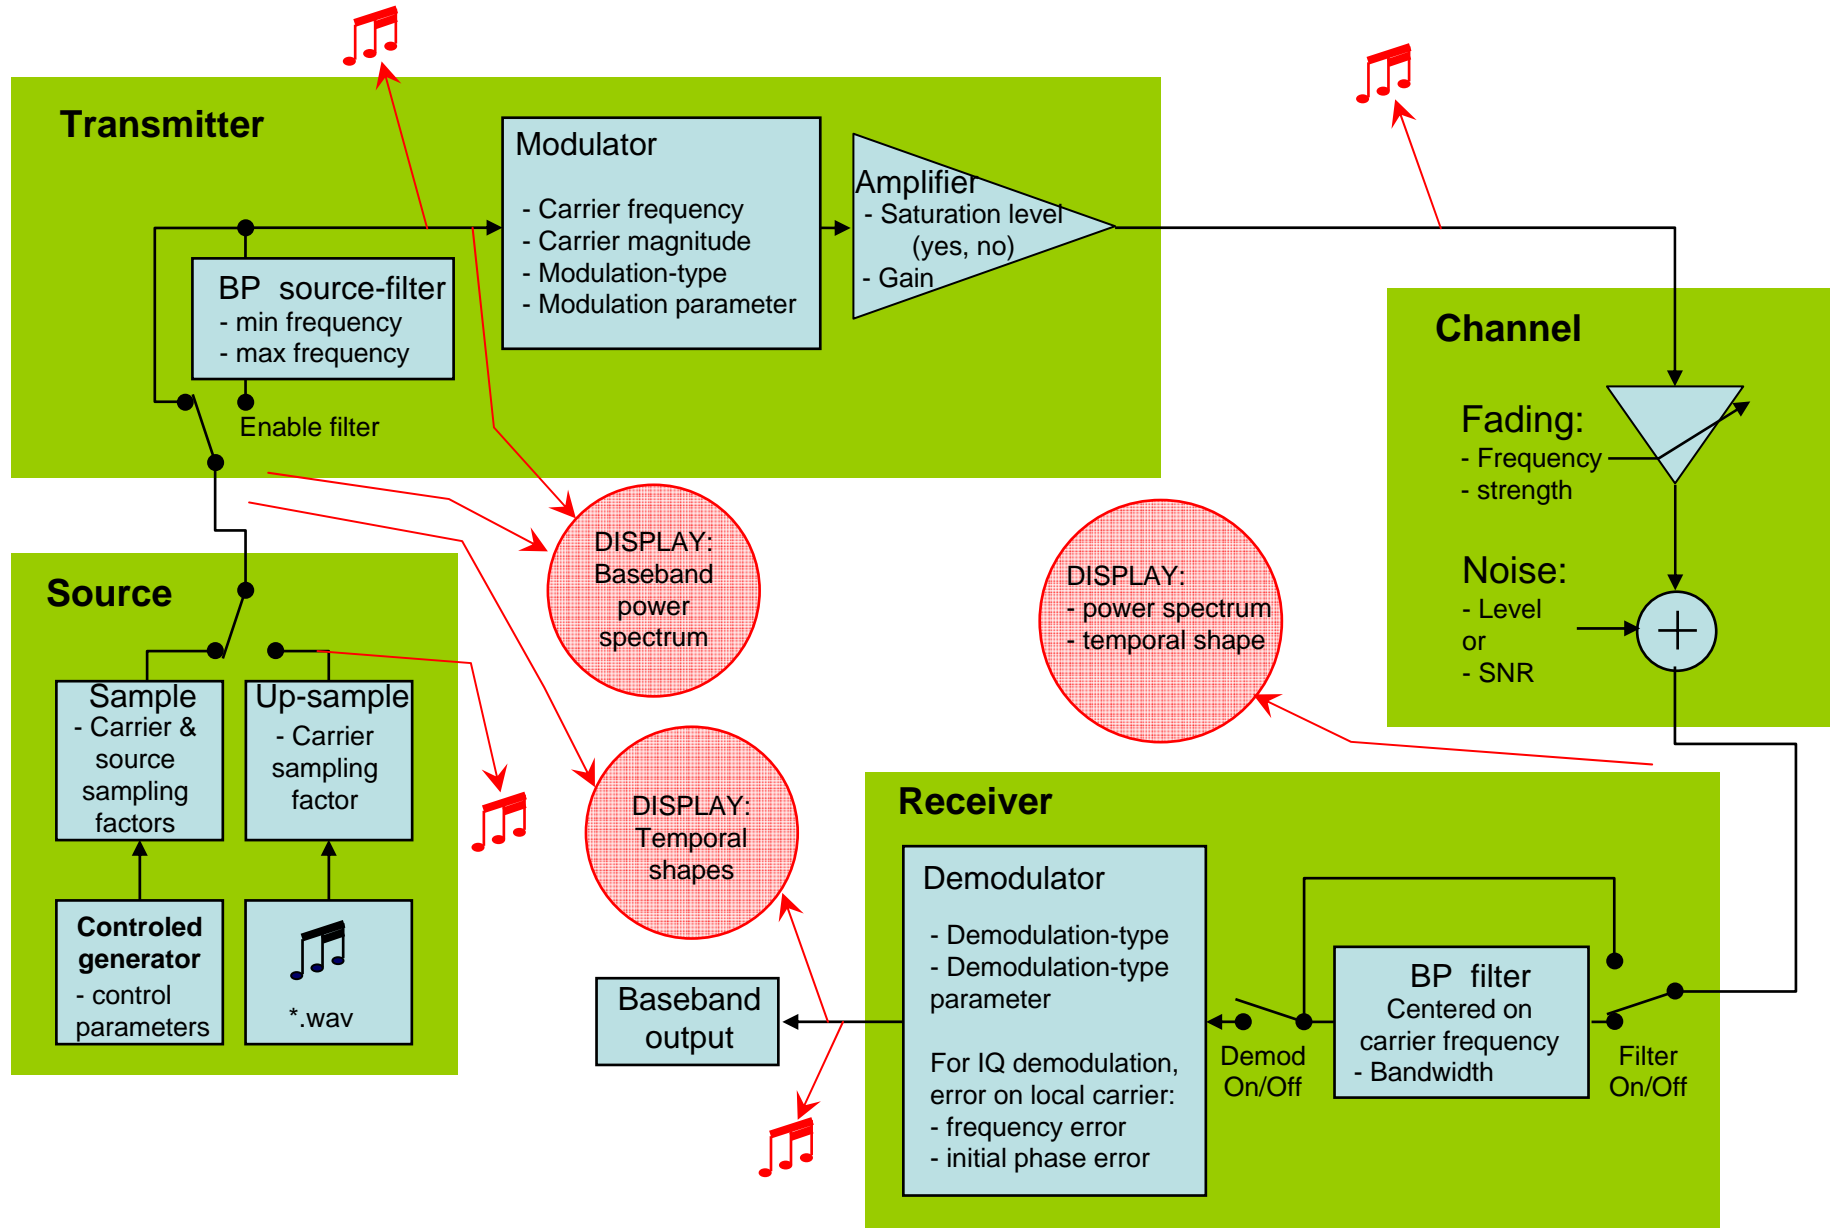 Transmitter
Modulator
- Carrier frequency
- Carrier magnitude
- Modulation-type
- Modulation parameter
Amplifier
- Saturation level
(yes, no)
- Gain
BP source-filter
- min frequency
- max frequency
Enable filter
Channel
Fading:
- Frequency
- strength
Noise:
- Level
or
- SNR
Source
Sample
- Carrier &
source
sampling
factors
Up-sample
- Carrier
sampling
factor
Controled
generator
- control
parameters
*.wav
DISPLAY:
Baseband
power
spectrum
DISPLAY:
- power spectrum
- temporal shape
DISPLAY:
Temporal
shapes
Receiver
Demodulator
- Demodulation-type
- Demodulation-type
parameter
For IQ demodulation,
error on local carrier:
- frequency error
- initial phase error
Baseband
output
Demod
On/Off
BP filter
Centered on
carrier frequency
- Bandwidth
Filter
On/Off